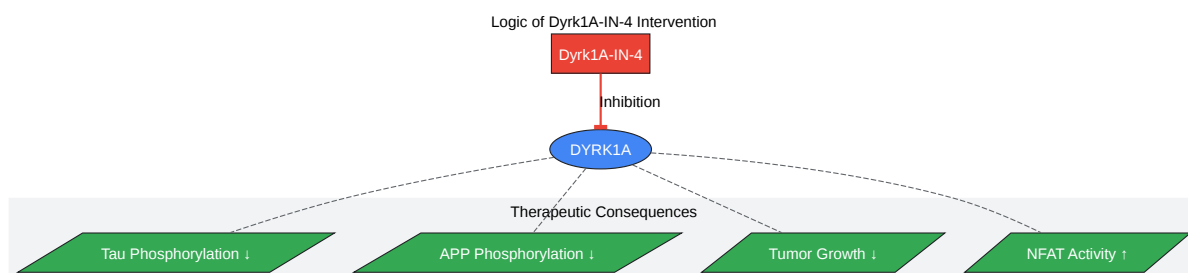 Logic of Dyrk1A-IN-4 Intervention
Dyrk1A-IN-4
Inhibition
DYRK1A
Therapeutic Consequences
Tau Phosphorylation ↓
APP Phosphorylation ↓
Tumor Growth ↓
NFAT Activity ↑